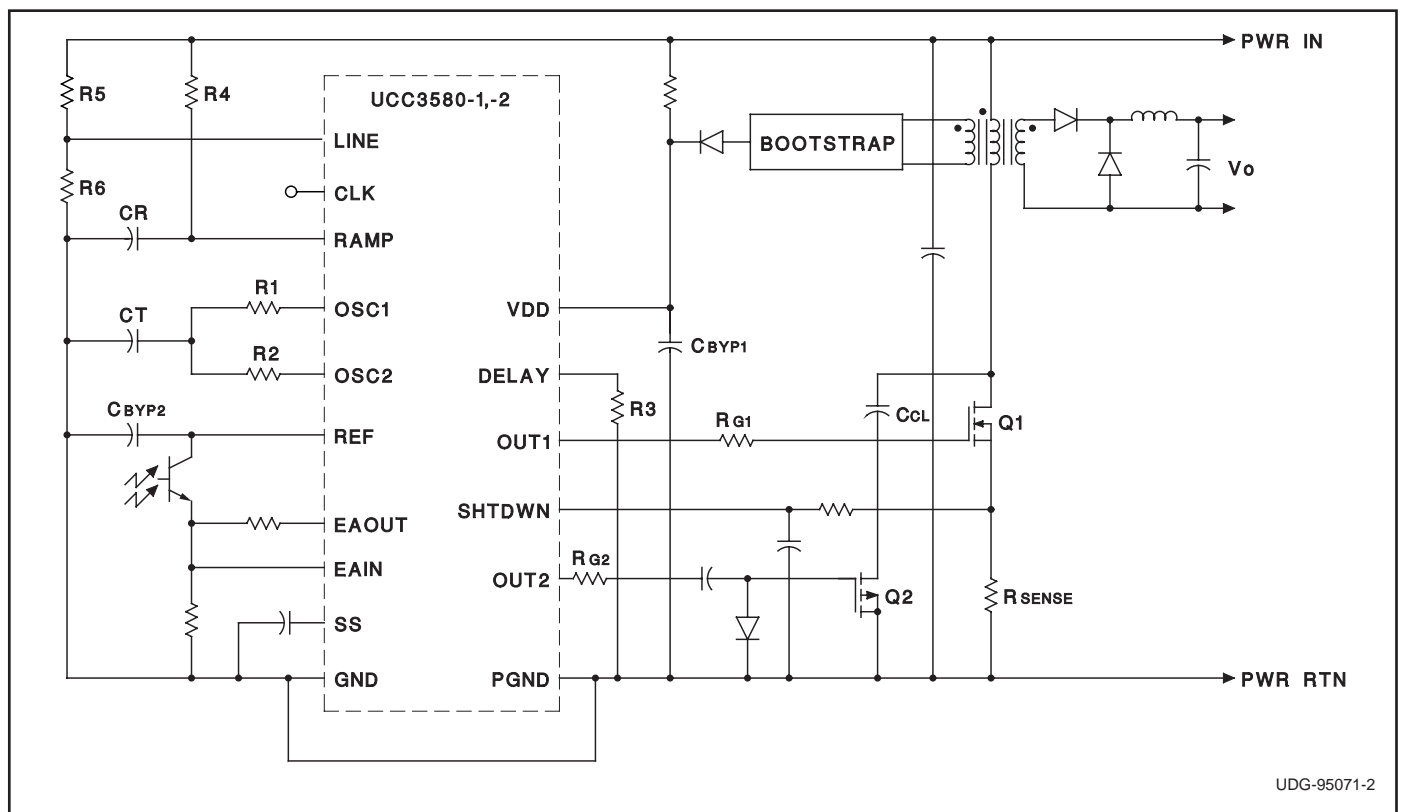 PWR IN
R5
R4
UCC3580-1,-2
LINE
BOOTSTRAP
Vo
R6
CLK
CR
RAMP
R1
CT
OSC1
VDD
R2
CBYP1
OSC2
DELAY
CBYP2
R3
CCL
REF
RG1
Q1
OUT1
SHTDWN
EAOUT
RG2
EAIN
OUT2
Q2
RSENSE
SS
GND
PGND
PWR RTN
UDG-95071-2